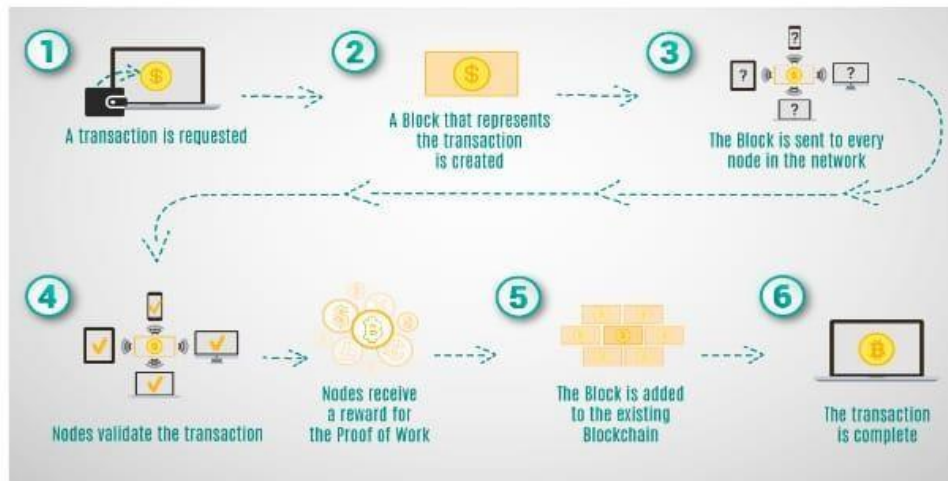 1
A transaction is requested
2
A Block that represents
the transaction
is created
3
The Block is sent to every
node in the network
4
Nodes validate the transaction
Nodes receive
a reward for
the Proof of Work
5
The Block is added
to the existing
Blockchain
6
The transaction
is complete